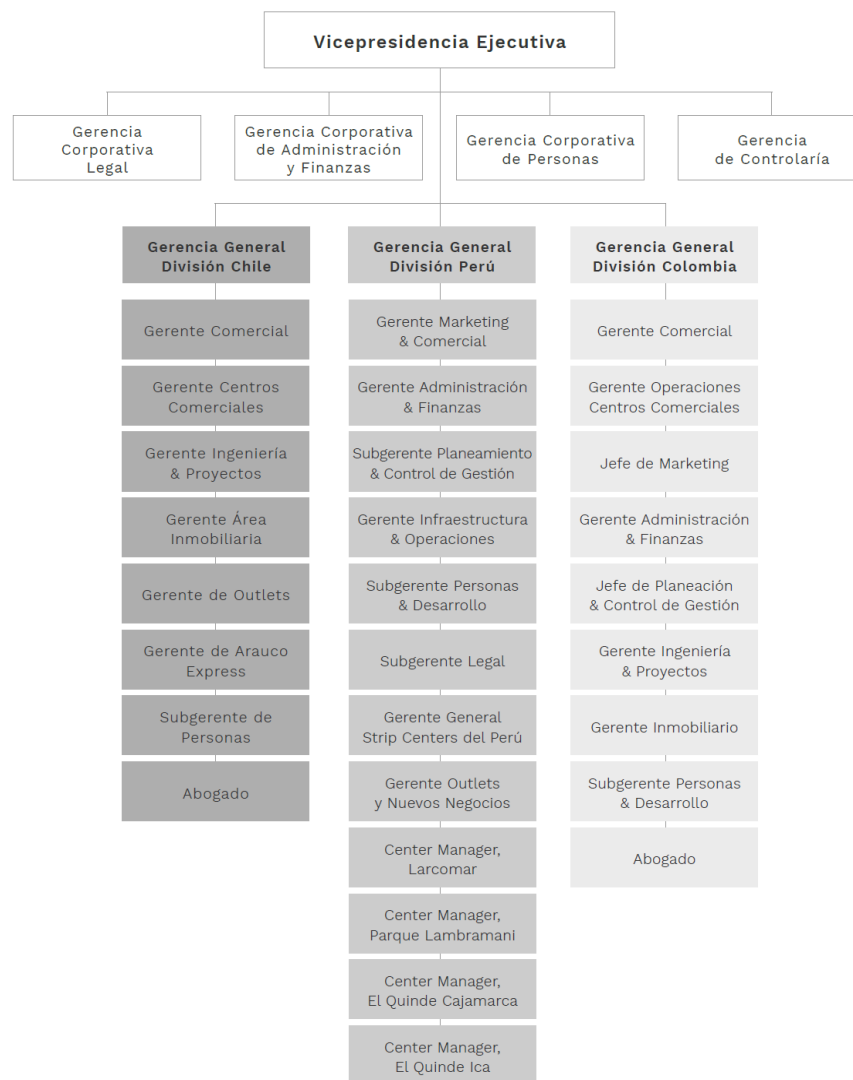 Vicepresidencia Ejecutiva
Gerencia
Corporativa
Legal
Gerencia Corporativa
de Administración
y Finanzas
Gerencia Corporativa
de Personas
Gerencia
de Controlaría
Gerencia General
División Chile
Gerente Comercial
Gerente Centros
Comerciales
Gerente Ingeniería
& Proyectos
Gerente Área
Inmobiliaria
Gerente de Outlets
Gerente de Arauco
Express
Subgerente de
Personas
Abogado
Gerencia General
División Perú
Gerente Marketing
& Comercial
Gerente Administración
& Finanzas
Subgerente Planeamiento
& Control de Gestión
Gerente Infraestructura
& Operaciones
Subgerente Personas
& Desarrollo
Subgerente Legal
Gerente General
Strip Centers del Perú
Gerente Outlets
y Nuevos Negocios
Center Manager,
Larcomar
Center Manager,
Parque Lambramani
Center Manager,
El Quinde Cajamarca
Center Manager,
El Quinde Ica
Gerencia General
División Colombia
Gerente Comercial
Gerente Operaciones
Centros Comerciales
Jefe de Marketing
Gerente Administración
& Finanzas
Jefe de Planeación
& Control de Gestión
Gerente Ingeniería
& Proyectos
Gerente Inmobiliario
Subgerente Personas
& Desarrollo
Abogado